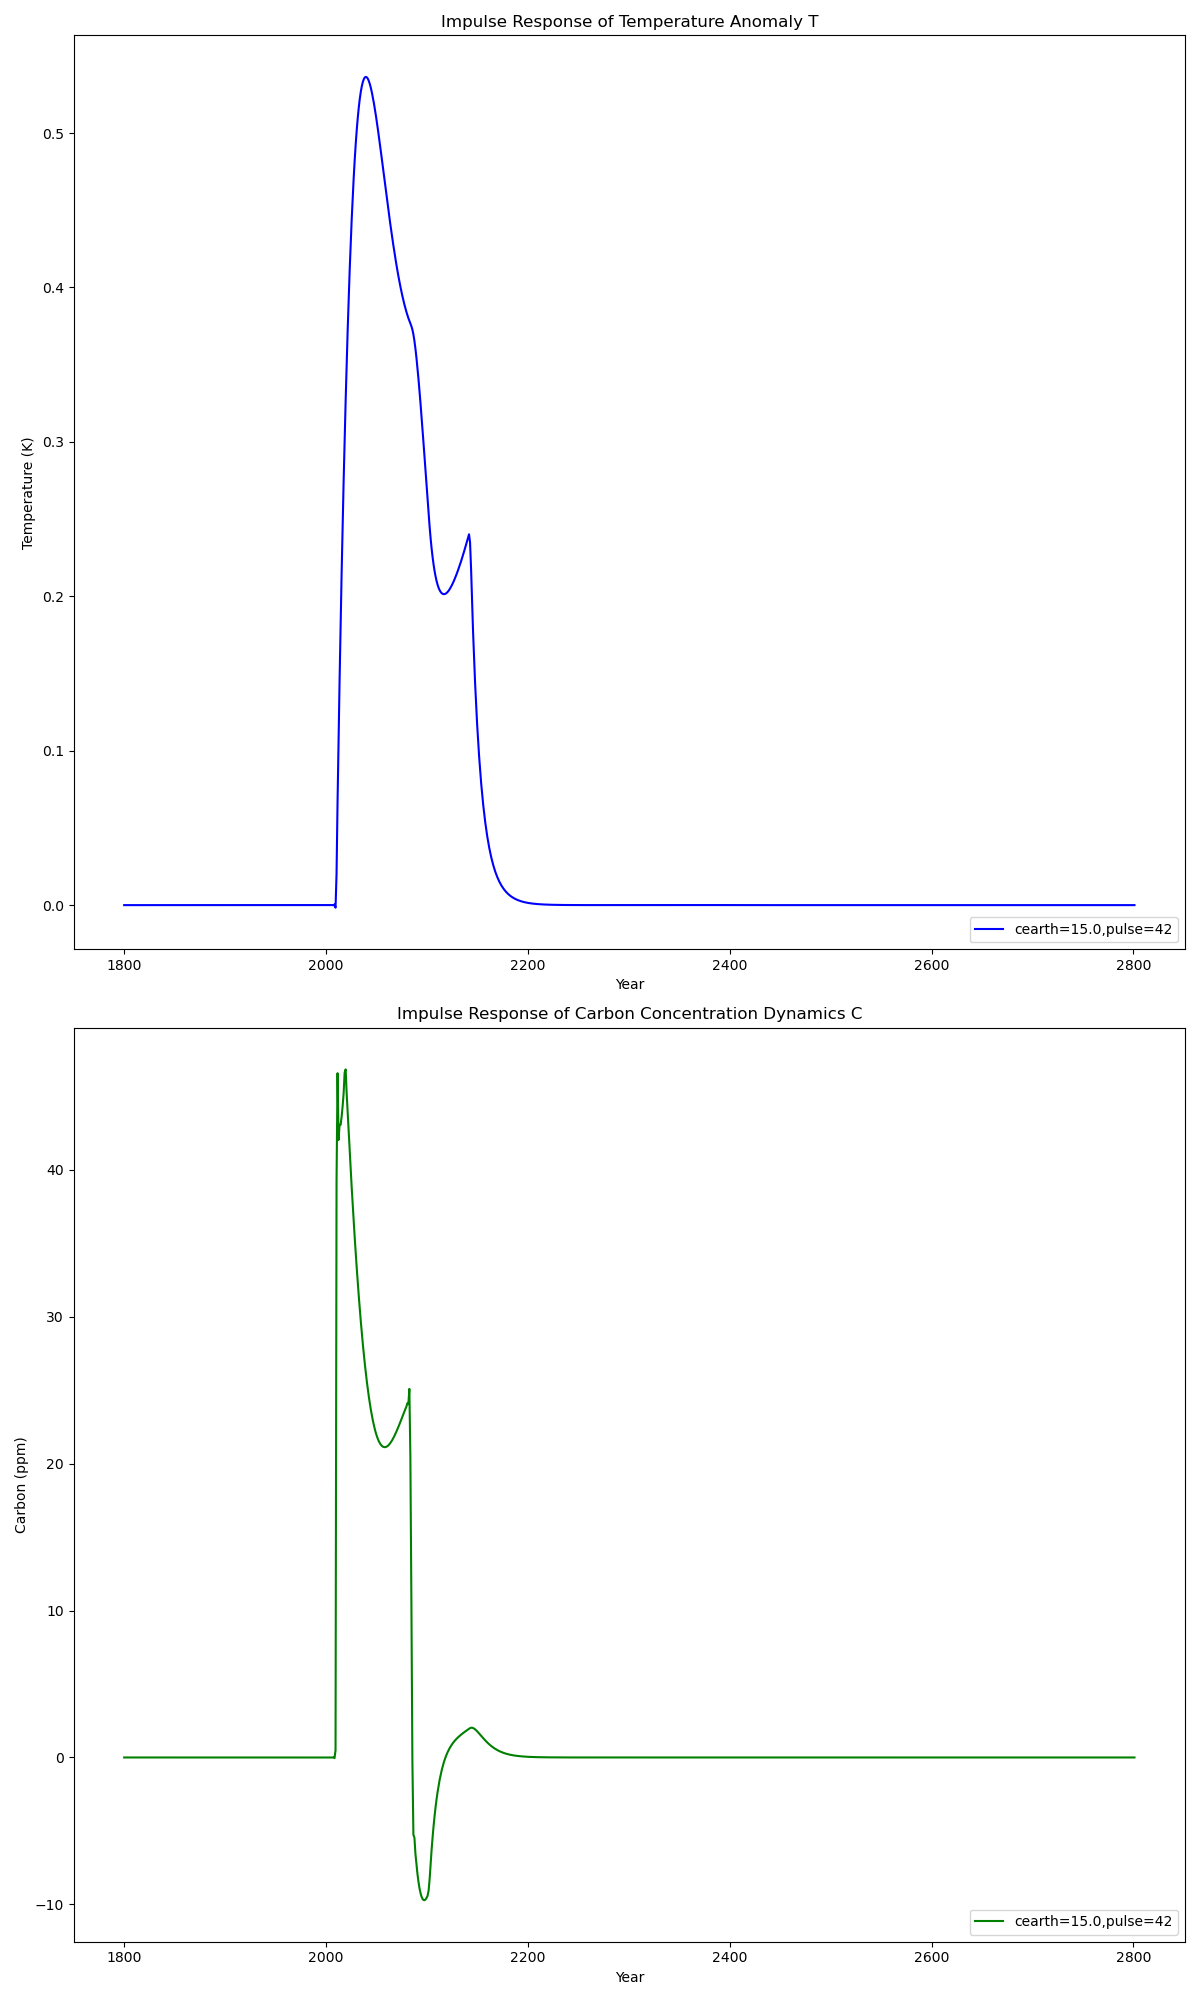 Impulse Response of Temperature Anomaly T
Temperature (K)
0.5
0.4
0.3
0.2
0.1
0.0
cearth=15.0,pulse=42
1800 2000 2200 2400 2600 2800
Year
Impulse Response of Carbon Concentration Dynamics C
Carbon (ppm)
40
30
20
10
0
−10
cearth=15.0,pulse=42
1800 2000 2200 2400 2600 2800
Year